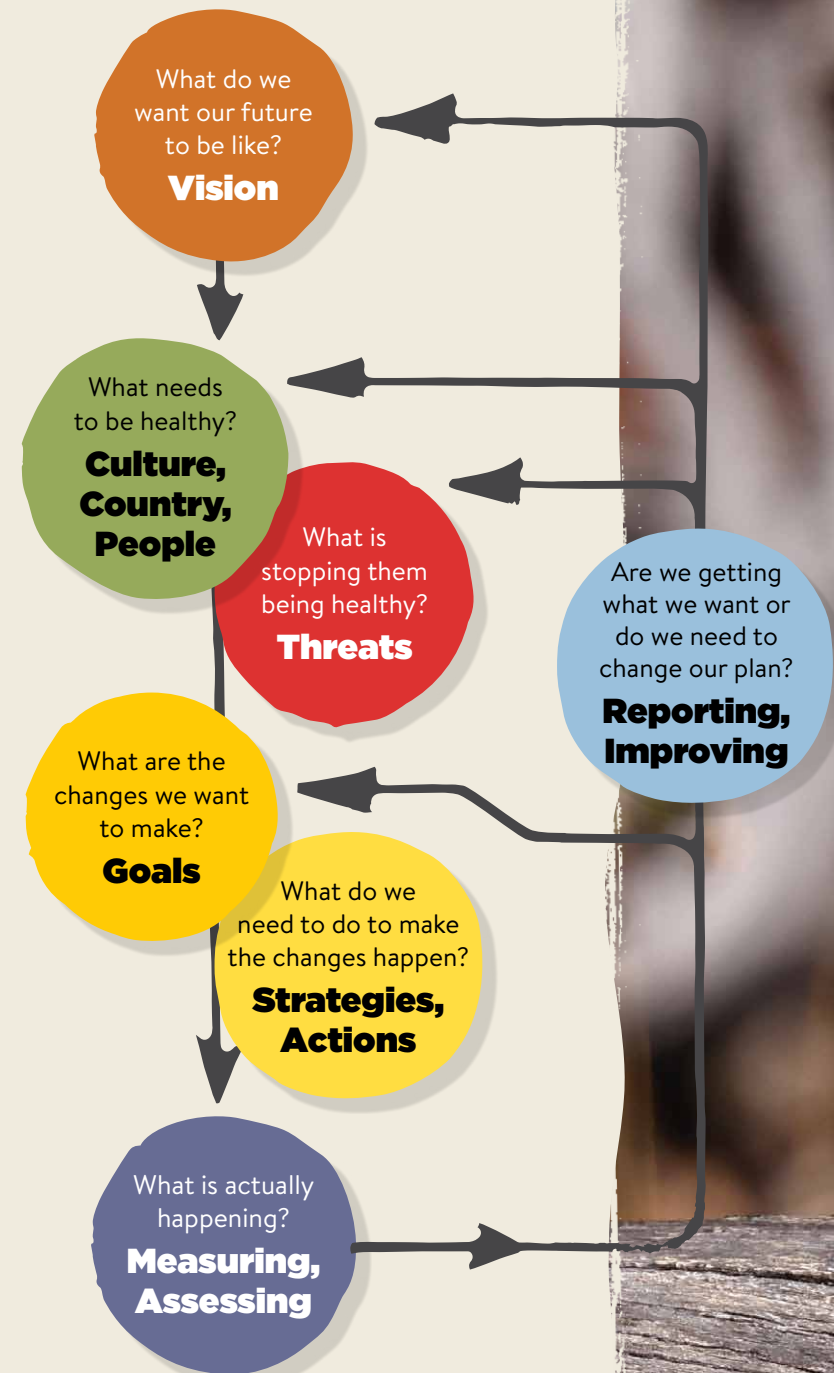 What do we
want our future
to be like?
Vision
What needs
to be healthy?
Culture,
Country,
People
What is
stopping them
being healthy?
Threats
Are we getting
what we want or
do we need to
change our plan?
Reporting,
Improving
What are the
changes we want
to make?
Goals
What do we
need to do to make
the changes happen?
Strategies,
Actions
What is actually
happening?
Measuring,
Assessing